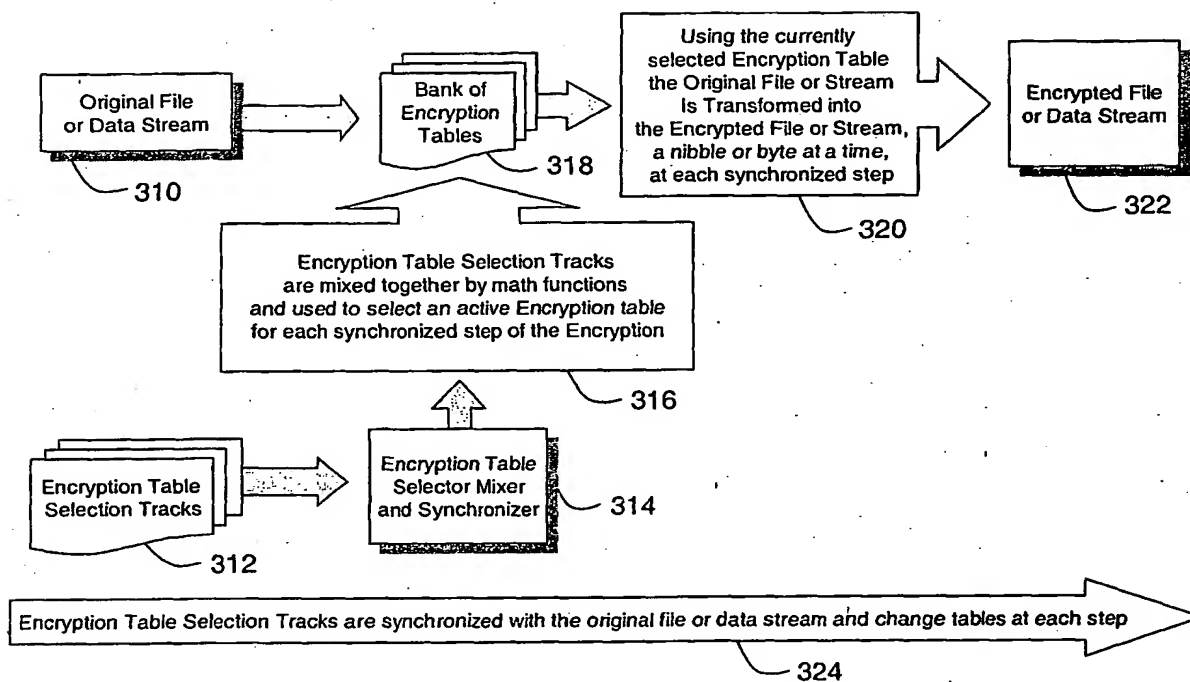 Original File
or Data Stream
310
Bank of
Encryption
Tables
318
Using the currently
selected Encryption Table
the Original File or Stream
is Transformed into
the Encrypted File or Stream,
a nibble or byte at a time,
at each synchronized step
320
Encrypted File
or Data Stream
322
Encryption Table Selection Tracks
are mixed together by math functions
and used to select an active Encryption table
for each synchronized step of the Encryption
316
Encryption Table
Selection Tracks
312
Encryption Table
Selector Mixer
and Synchronizer
314
Encryption Table Selection Tracks are synchronized with the original file or data stream and change tables at each step
324